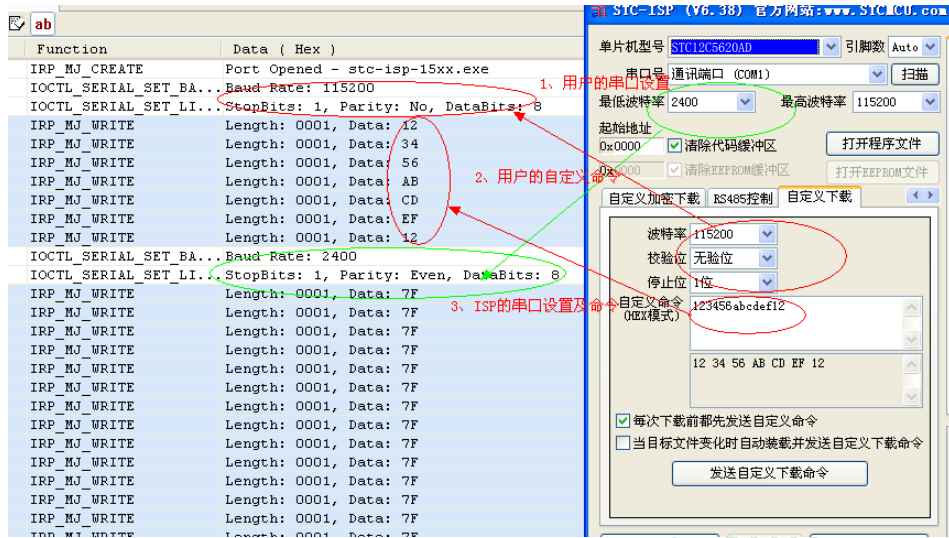 ab
Function Data ( Hex )
IRP_MJ_CREATE Port Opened - stc-isp-15xx.exe
IOCTL_SERIAL_SET_BA... Baud Rate: 115200
IOCTL_SERIAL_SET_LI... StopBits: 1, Parity: No, DataBits: 8
IRP_MJ_WRITE Length: 0001, Data: 12
IRP_MJ_WRITE Length: 0001, Data: 34
IRP_MJ_WRITE Length: 0001, Data: 56
IRP_MJ_WRITE Length: 0001, Data: AB
IRP_MJ_WRITE Length: 0001, Data: CD
IRP_MJ_WRITE Length: 0001, Data: EF
IRP_MJ_WRITE Length: 0001, Data: 12
IOCTL_SERIAL_SET_BA... Baud Rate: 2400
IOCTL_SERIAL_SET_LI... StopBits: 1, Parity: Even, DataBits: 8
IRP_MJ_WRITE Length: 0001, Data: 7F
IRP_MJ_WRITE Length: 0001, Data: 7F
IRP_MJ_WRITE Length: 0001, Data: 7F
IRP_MJ_WRITE Length: 0001, Data: 7F
IRP_MJ_WRITE Length: 0001, Data: 7F
IRP_MJ_WRITE Length: 0001, Data: 7F
IRP_MJ_WRITE Length: 0001, Data: 7F
IRP_MJ_WRITE Length: 0001, Data: 7F
IRP_MJ_WRITE Length: 0001, Data: 7F
IRP_MJ_WRITE Length: 0001, Data: 7F
IRP_MJ_WRITE Length: 0001, Data: 7F
IRP_MJ_WRITE Length: 0001, Data: 7F
IRP_MJ_WRITE Length: 0001, Data: 7F
IRP_MJ_WRITE Length: 0001, Data: 7F
1、用户的串口设置
2、用户的自定义命令
3、ISP的串口设置及命令
STC-ISP (V6.38) 官方网站:www.STCMCU.com
单片机型号 STC12C5620AD 引脚数 Auto
串口号 通讯端口 (COM1) 扫描
最低波特率 2400 最高波特率 115200
起始地址
0x0000 清除代码缓冲区 打开程序文件
0x0000 清除EEPROM缓冲区 打开EEPROM文件
自定义加密下载 RS485控制 自定义下载
波特率 115200
校验位 无验位
停止位 1位
自定义命令 123456abcdef12
(HEX模式)
12 34 56 AB CD EF 12
每次下载前都先发送自定义命令
当目标文件变化时自动装载并发送自定义下载命令
发送自定义下载命令